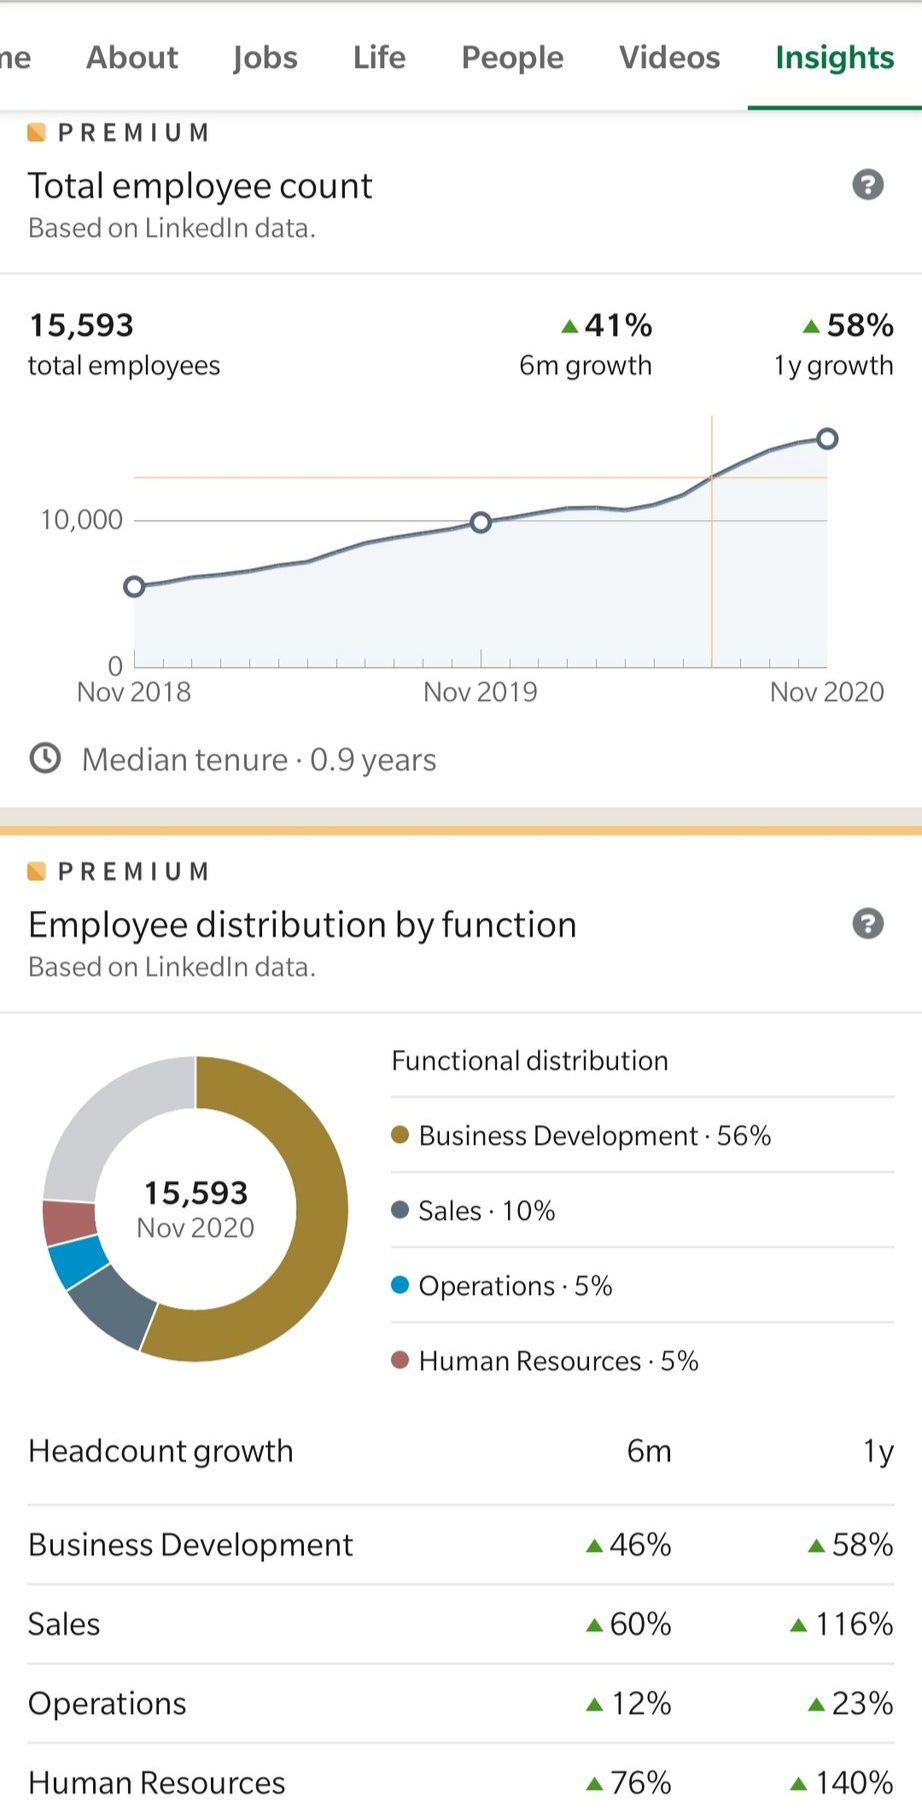 me About Jobs Life People Videos Insights
PREMIUM
Total employee count
Based on LinkedIn data.
15,593
total employees
▲ 41%
6m growth
▲ 58%
1y growth
10,000
0
Nov 2018 Nov 2019 Nov 2020
Median tenure · 0.9 years
PREMIUM
Employee distribution by function
Based on LinkedIn data.
15,593
Nov 2020
Functional distribution
Business Development · 56%
Sales · 10%
Operations · 5%
Human Resources · 5%
Headcount growth 6m 1y
Business Development ▲ 46% ▲ 58%
Sales ▲ 60% ▲ 116%
Operations ▲ 12% ▲ 23%
Human Resources ▲ 76% ▲ 140%